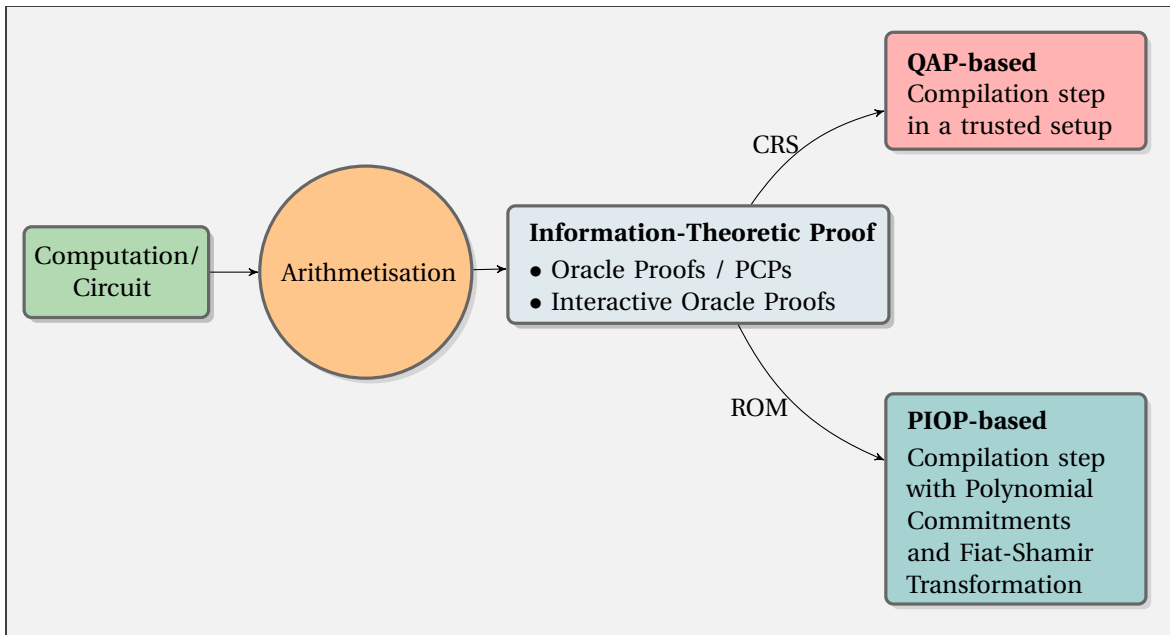 Computation/
Circuit
Arithmetisation
Information-Theoretic Proof
• Oracle Proofs / PCPs
• Interactive Oracle Proofs
CRS
QAP-based
Compilation step
in a trusted setup
ROM
PIOP-based
Compilation step
with Polynomial
Commitments
and Fiat-Shamir
Transformation